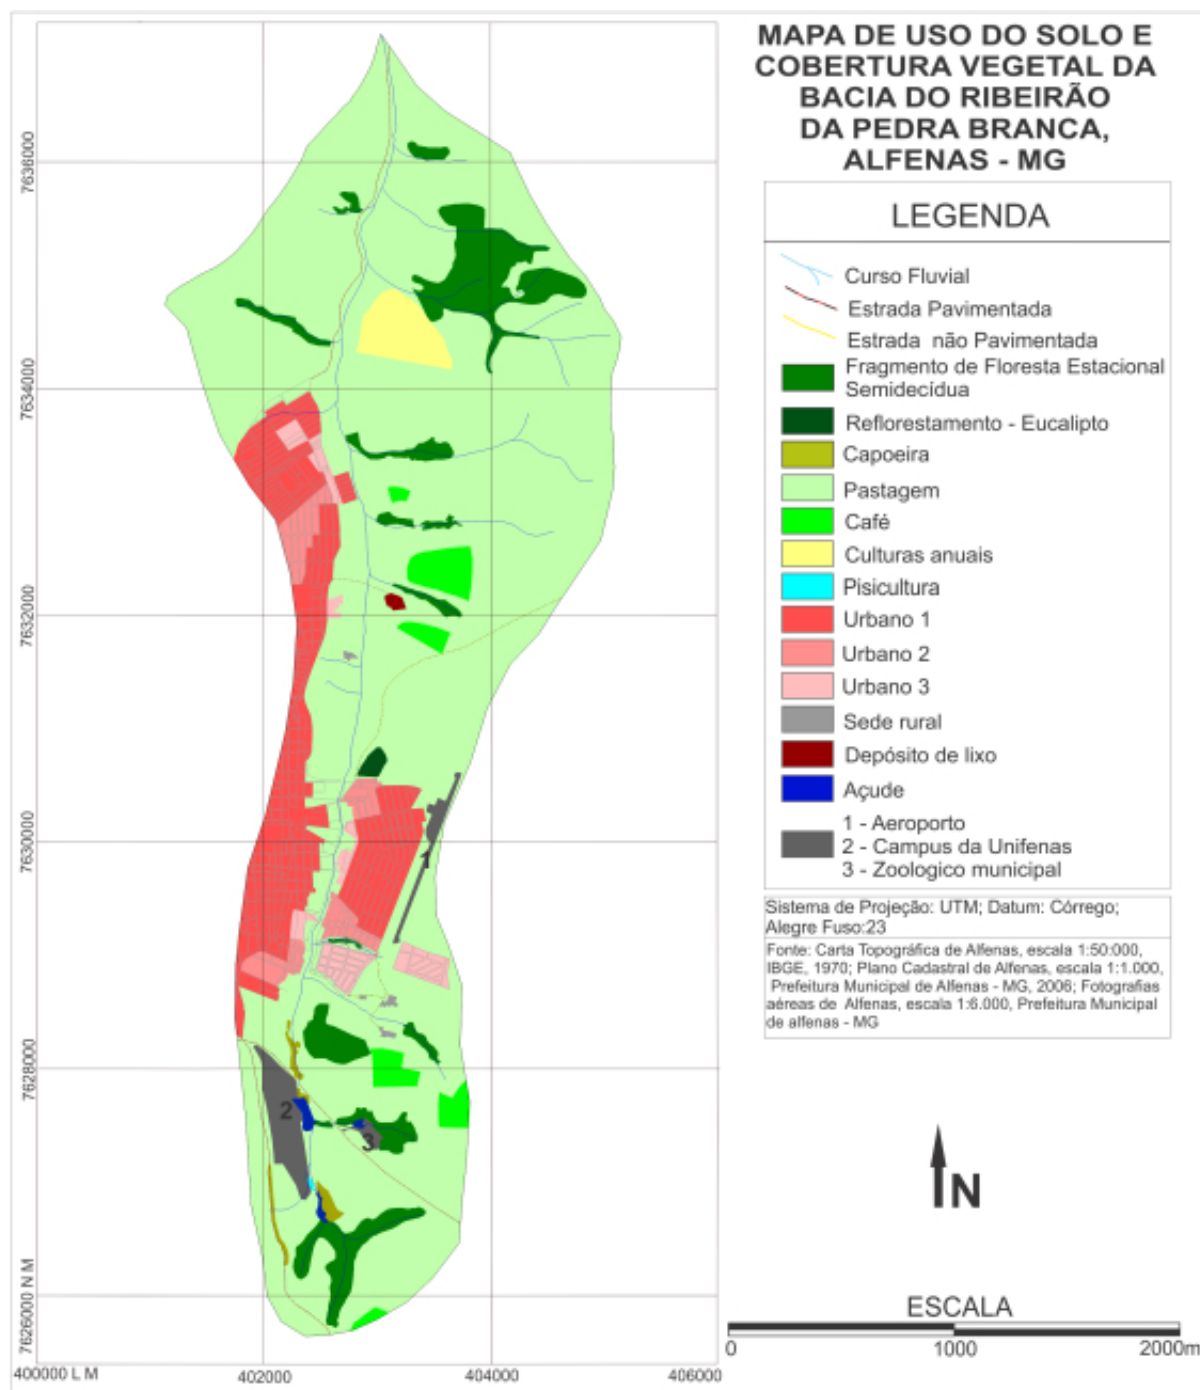 MAPA DE USO DO SOLO E
COBERTURA VEGETAL DA
BACIA DO RIBEIRÃO
DA PEDRA BRANCA,
ALFENAS - MG
LEGENDA
Curso Fluvial
Estrada Pavimentada
Estrada não Pavimentada
Fragmento de Floresta Estacional
Semidecídua
Reflorestamento - Eucalipto
Capoeira
Pastagem
Café
Culturas anuais
Pisicultura
Urbano 1
Urbano 2
Urbano 3
Sede rural
Depósito de lixo
Açude
1 - Aeroporto
2 - Campus da Unifenas
3 - Zoologico municipal
Sistema de Projeção: UTM; Datum: Córrego;
Alegre Fuso:23
Fonte: Carta Topográfica de Alfenas, escala 1:50:000,
IBGE, 1970; Plano Cadastral de Alfenas, escala 1:1.000,
Prefeitura Municipal de Alfenas - MG, 2006; Fotografias
aéreas de Alfenas, escala 1:6.000, Prefeitura Municipal
de alfenas - MG
N
ESCALA
0 1000 2000m
7636000
7634000
7632000
7630000
7628000
7626000 N M
400000 L M
402000
404000
406000
1
2
3